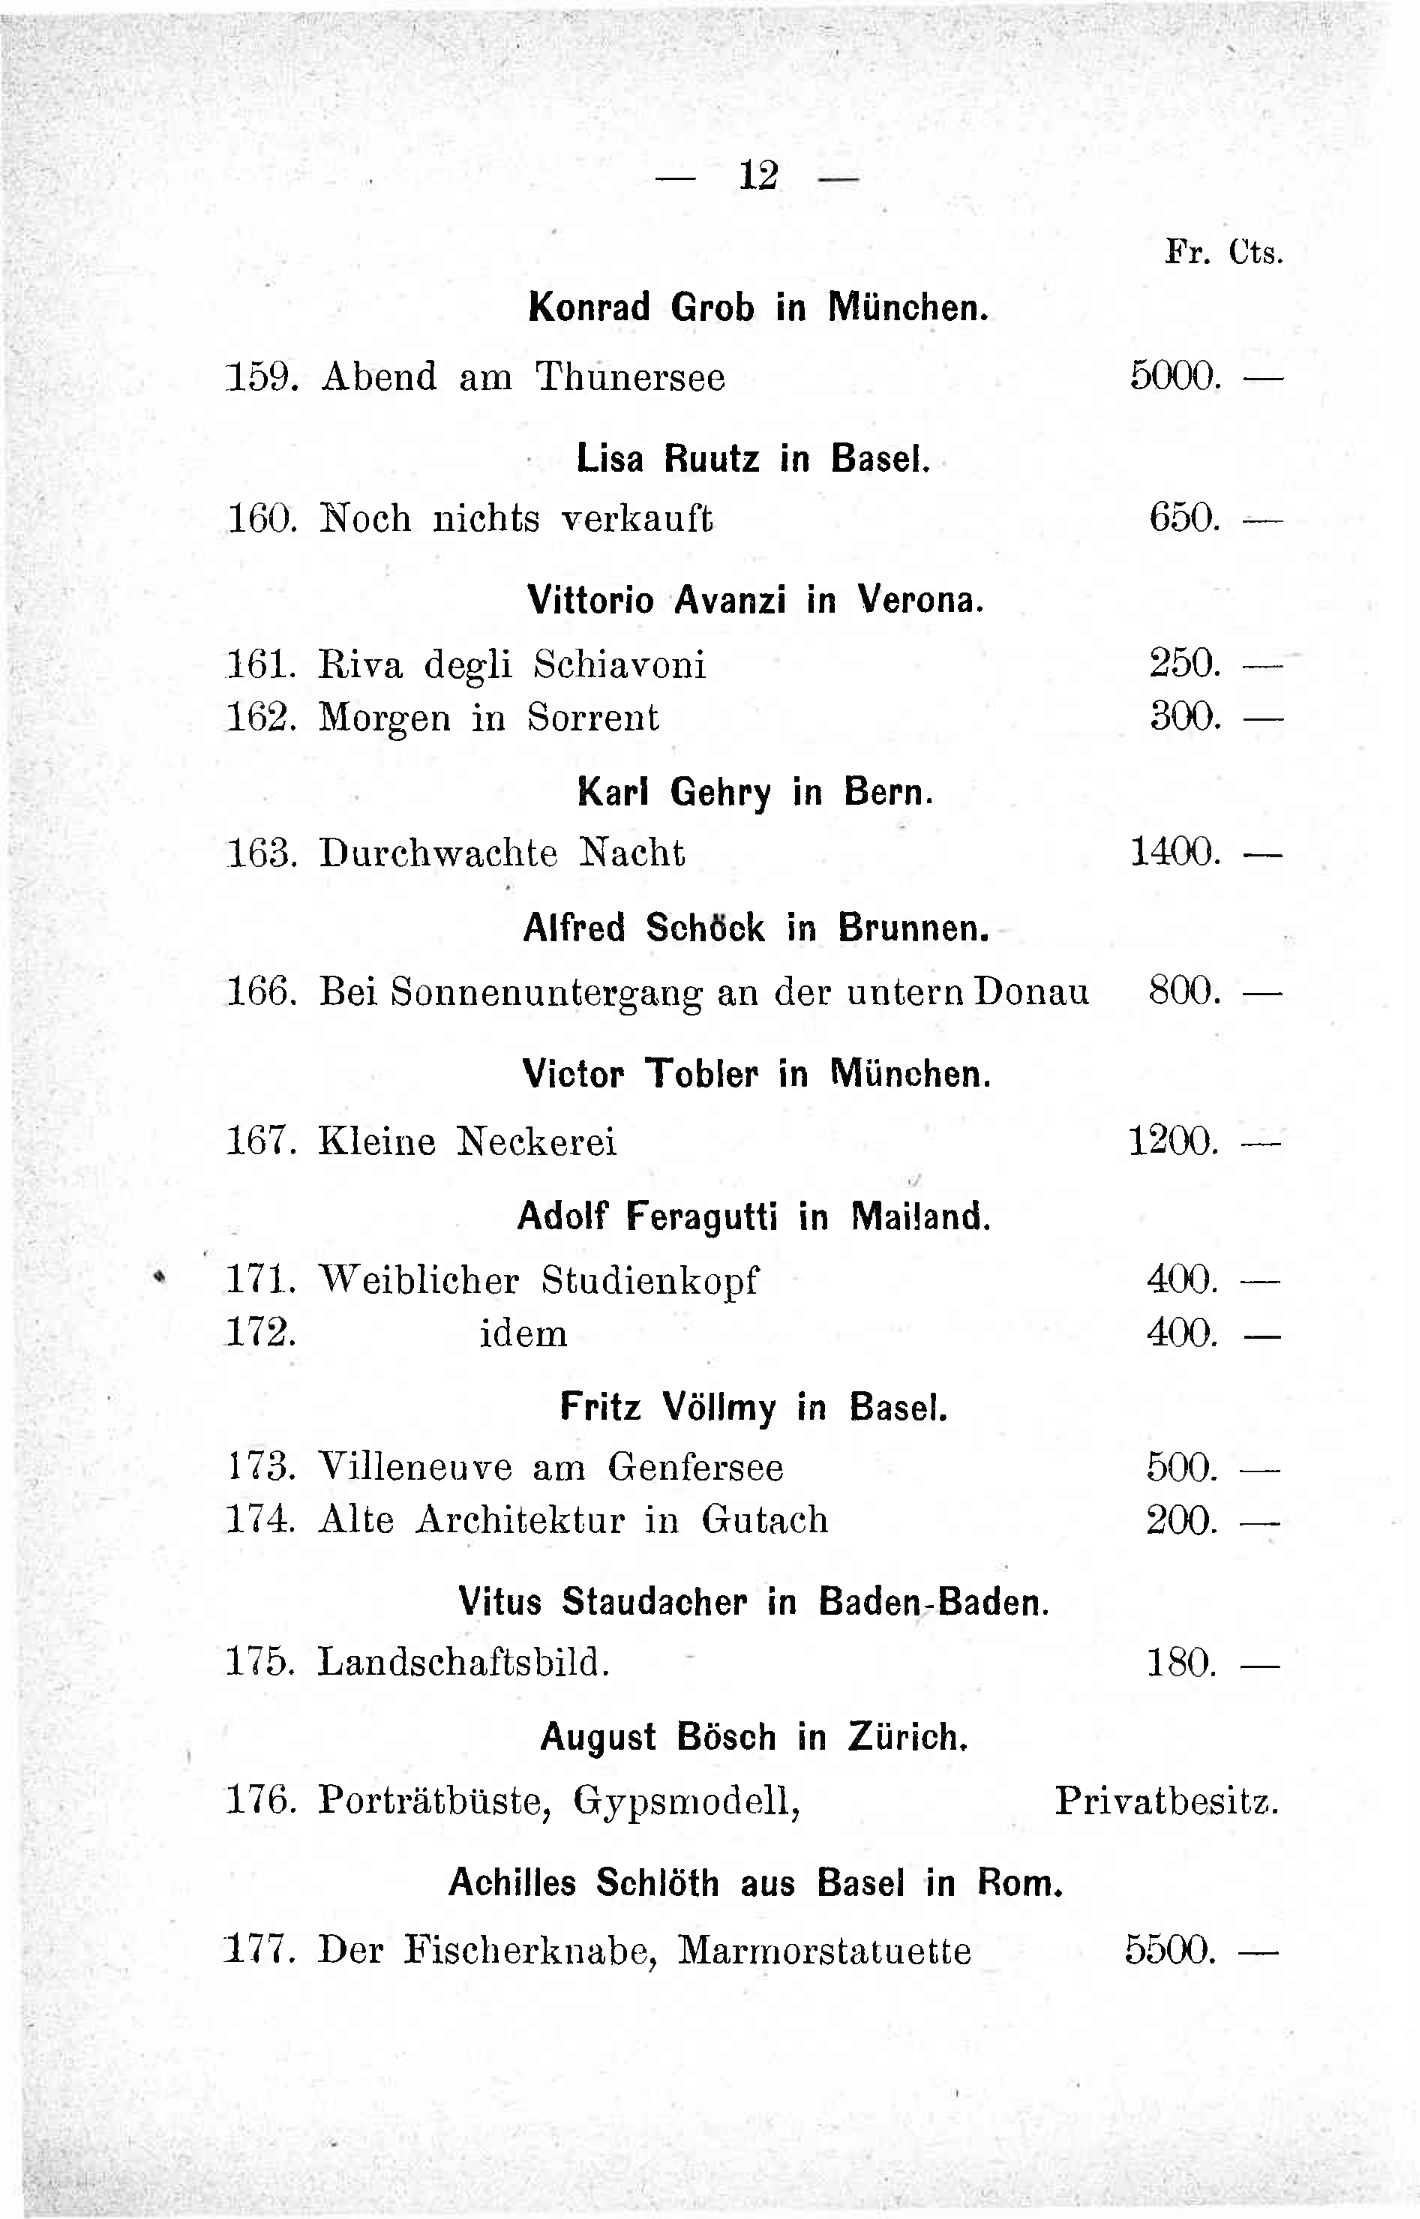 — 12 —
Fr. Cts.
Konrad Grob in München.
159. Abend am Thunersee 5000. —
Lisa Ruutz in Basel.
160. Noch nichts verkauft 650. —
Vittorio Avanzi in Verona.
161. Riva degli Schiavoni 250. —
162. Morgen in Sorrent 300. —
Karl Gehry in Bern.
163. Durchwachte Nacht 1400. —
Alfred Schöck in Brunnen.
166. Bei Sonnenuntergang an der untern Donau 800. —
Victor Tobler in München.
167. Kleine Neckerei 1200. —
Adolf Feragutti in Mailand.
171. Weiblicher Studienkopf 400. —
172. idem 400. —
Fritz Völlmy in Basel.
173. Villeneuve am Genfersee 500. —
174. Alte Architektur in Gutach 200. —
Vitus Staudacher in Baden-Baden.
175. Landschaftsbild. 180. —
August Bösch in Zürich.
176. Porträtbüste, Gypsmodell, Privatbesitz.
Achilles Schlöth aus Basel in Rom.
177. Der Fischerknabe, Marmorstatuette 5500. —